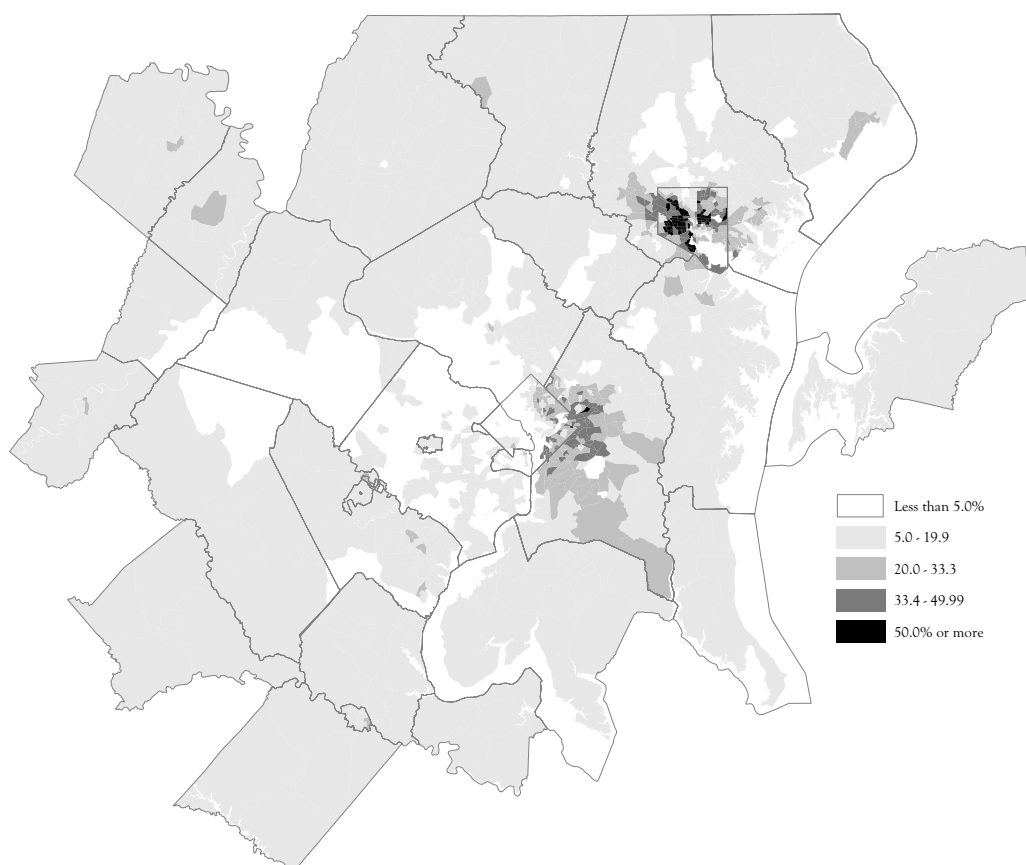 Less than 5.0%
5.0 - 19.9
20.0 - 33.3
33.4 - 49.99
50.0% or more